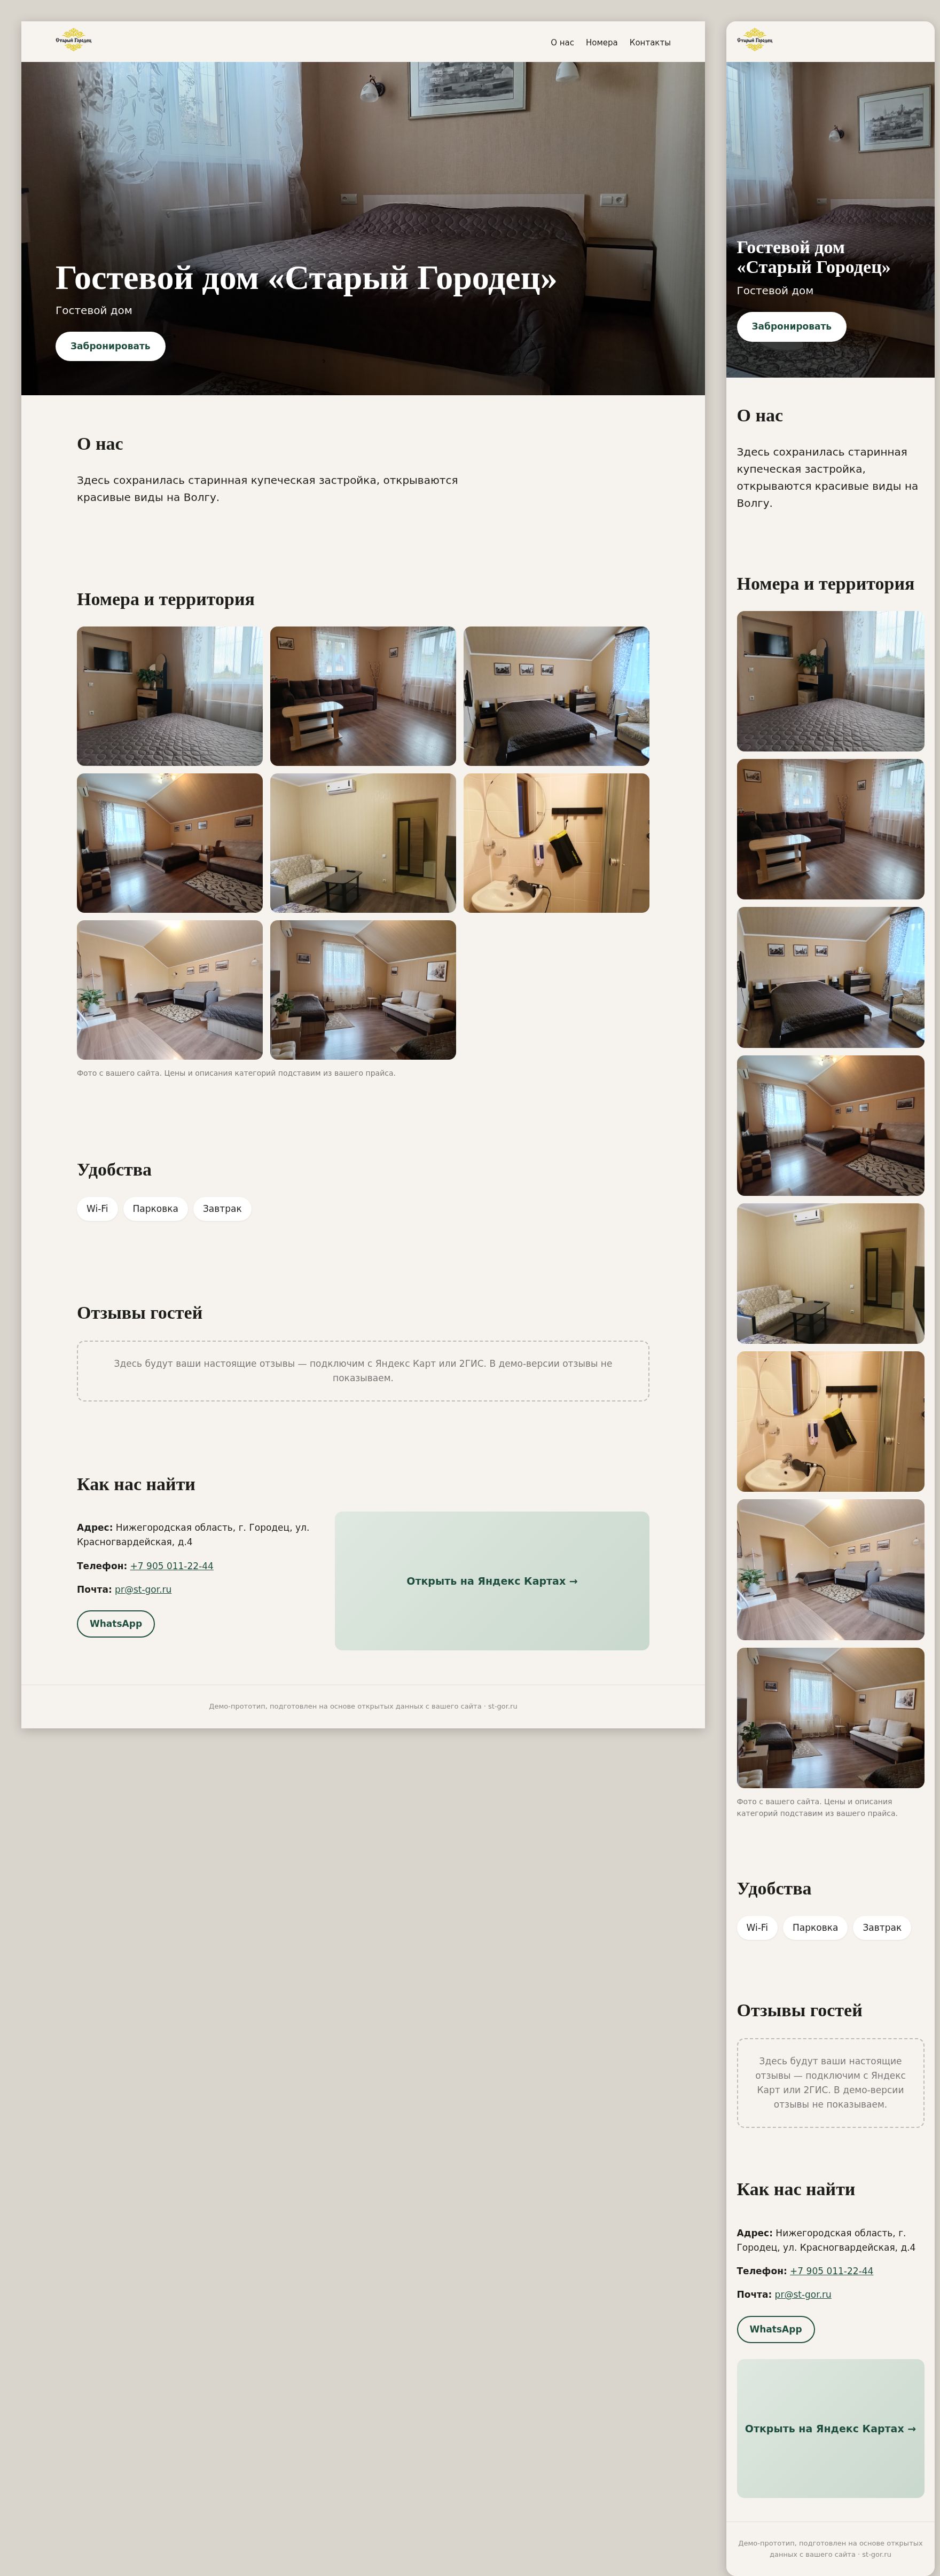 Старый Городец
О нас
Номера
Контакты
Гостевой дом «Старый Городец»
Гостевой дом
Забронировать
О нас
Здесь сохранилась старинная купеческая застройка, открываются
красивые виды на Волгу.
Номера и территория
Фото с вашего сайта. Цены и описания категорий подставим из вашего прайса.
Удобства
Wi-Fi
Парковка
Завтрак
Отзывы гостей
Здесь будут ваши настоящие отзывы — подключим с Яндекс Карт или 2ГИС. В демо-версии отзывы не
показываем.
Как нас найти
Адрес: Нижегородская область, г. Городец, ул.
Красногвардейская, д.4
Телефон: +7 905 011-22-44
Почта: pr@st-gor.ru
WhatsApp
Открыть на Яндекс Картах →
Демо-прототип, подготовлен на основе открытых данных с вашего сайта · st-gor.ru
Старый Городец
Гостевой дом
«Старый Городец»
Гостевой дом
Забронировать
О нас
Здесь сохранилась старинная
купеческая застройка,
открываются красивые виды на
Волгу.
Номера и территория
Фото с вашего сайта. Цены и описания
категорий подставим из вашего прайса.
Удобства
Wi-Fi
Парковка
Завтрак
Отзывы гостей
Здесь будут ваши настоящие
отзывы — подключим с Яндекс
Карт или 2ГИС. В демо-версии
отзывы не показываем.
Как нас найти
Адрес: Нижегородская область, г.
Городец, ул. Красногвардейская, д.4
Телефон: +7 905 011-22-44
Почта: pr@st-gor.ru
WhatsApp
Открыть на Яндекс Картах →
Демо-прототип, подготовлен на основе открытых
данных с вашего сайта · st-gor.ru